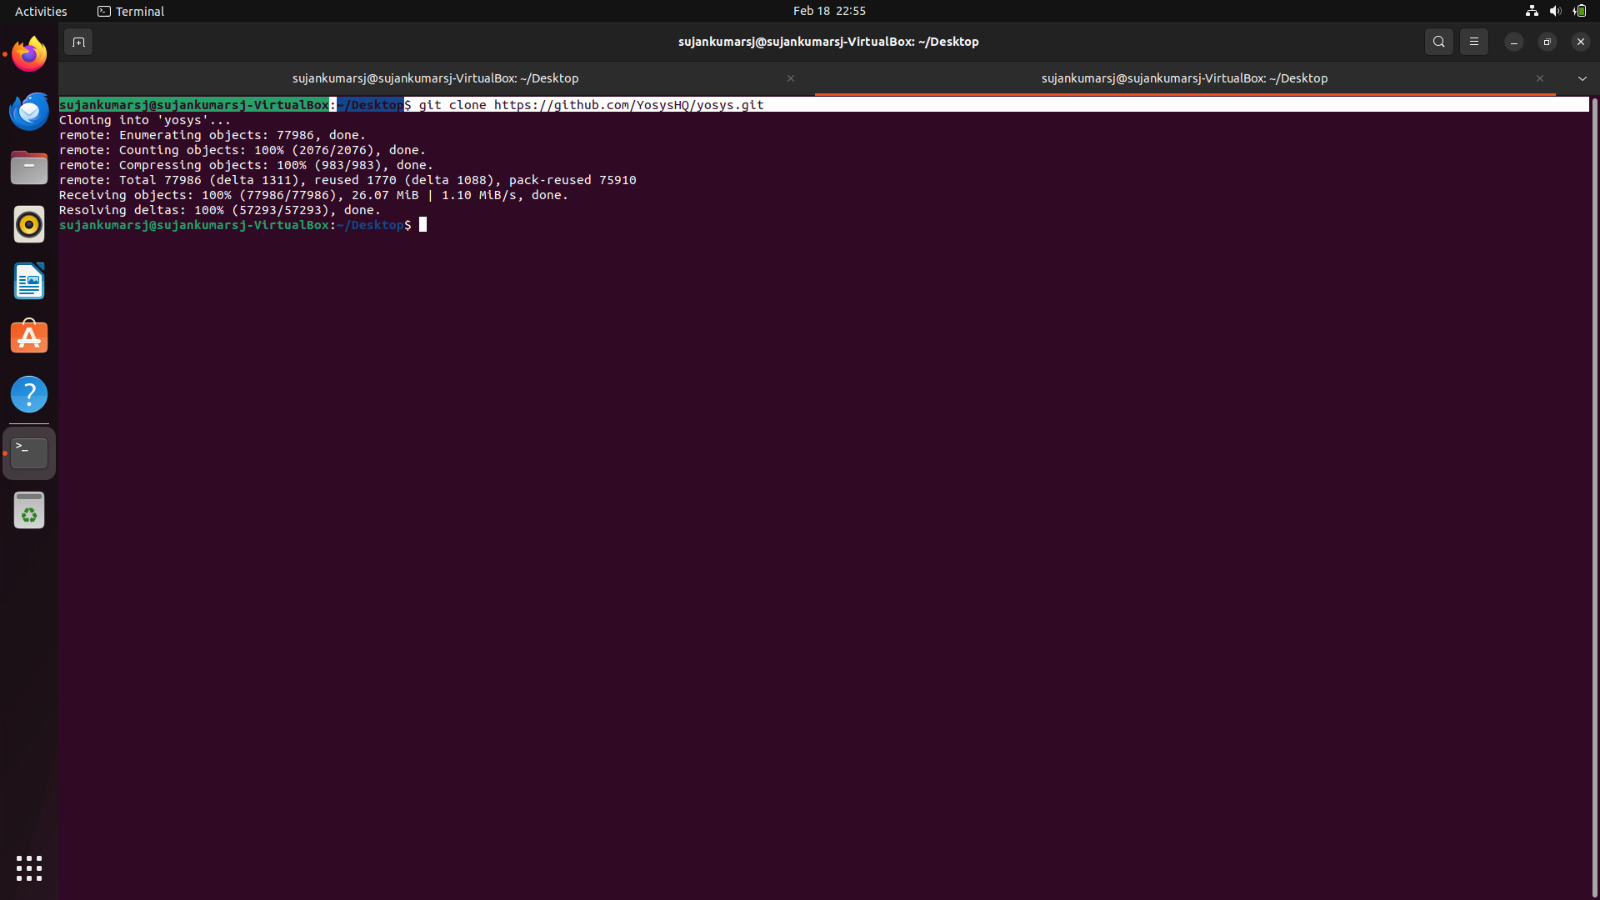 Activities
Terminal
Feb 18 22:55
sujankumarsj@sujankumarsj-VirtualBox: ~/Desktop
sujankumarsj@sujankumarsj-VirtualBox: ~/Desktop
sujankumarsj@sujankumarsj-VirtualBox: ~/Desktop
sujankumarsj@sujankumarsj-VirtualBox:~/Desktop$ git clone https://github.com/YosysHQ/yosys.git
Cloning into 'yosys'...
remote: Enumerating objects: 77986, done.
remote: Counting objects: 100% (2076/2076), done.
remote: Compressing objects: 100% (983/983), done.
remote: Total 77986 (delta 1311), reused 1770 (delta 1088), pack-reused 75910
Receiving objects: 100% (77986/77986), 26.07 MiB | 1.10 MiB/s, done.
Resolving deltas: 100% (57293/57293), done.
sujankumarsj@sujankumarsj-VirtualBox:~/Desktop$